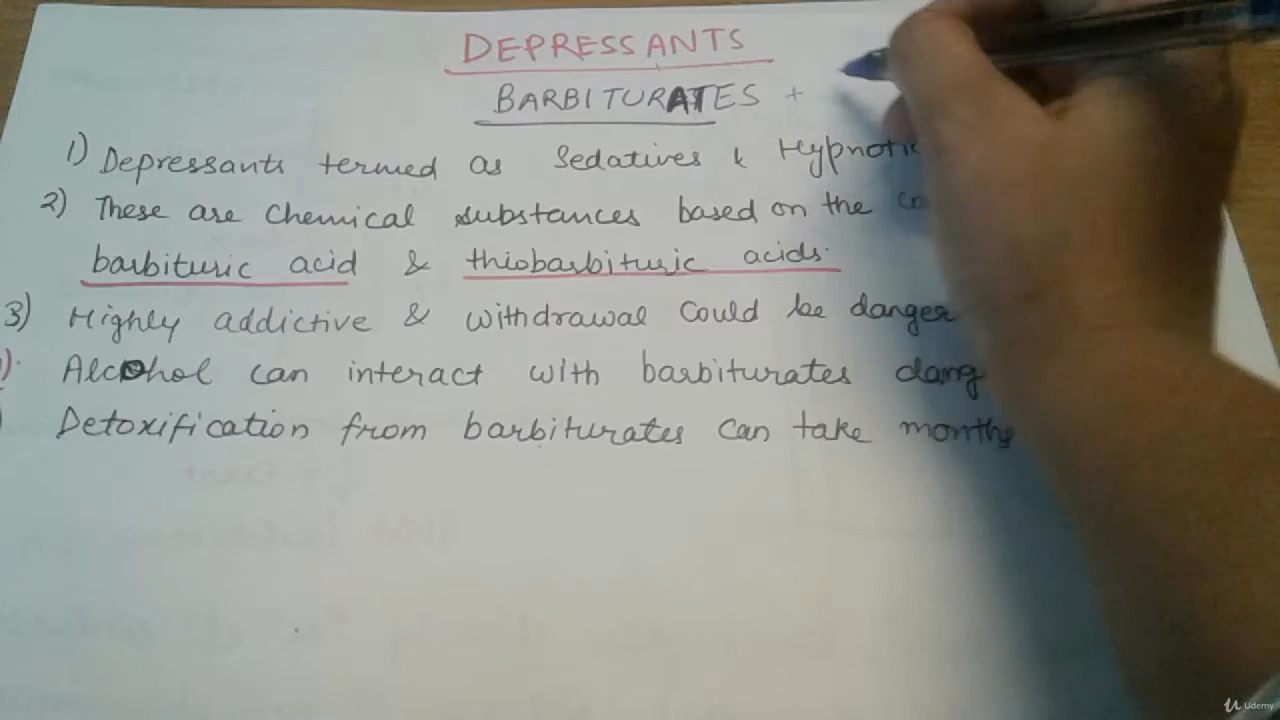 DEPRESSANTS
BARBITURATES +
1) Depressants termed as Sedatives &
2) These are chemical substances based on the
barbituric acid & thiobarbituric acids.
3) Highly addictive & withdrawal could be danger
Alcohol can interact with barbiturates dang
Detoxification from barbiturates can take months
Udemy